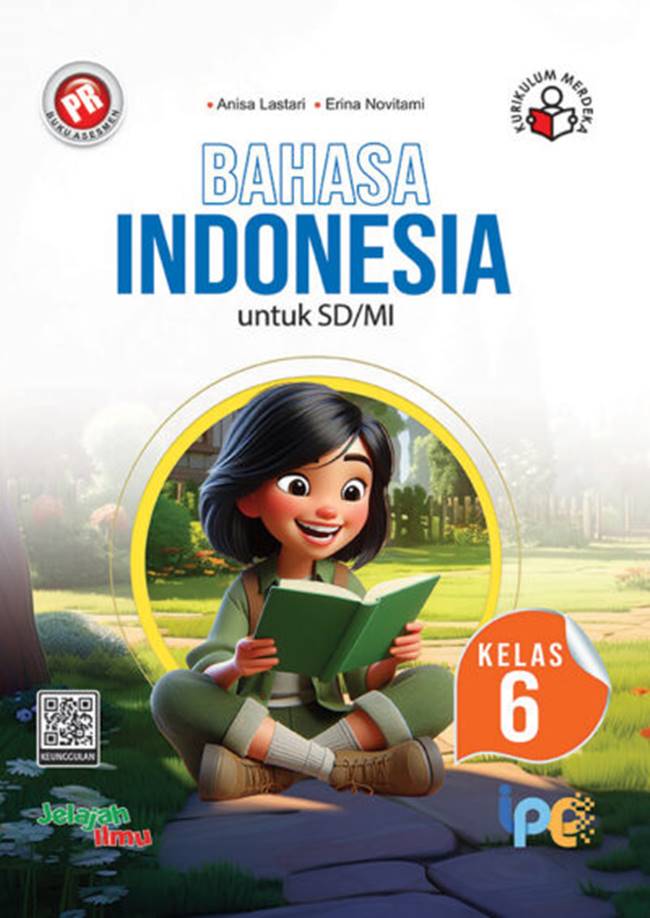 PR
BUKU ASESMEN
• Anisa Lastari • Erina Novitami
KURIKULUM MERDEKA
BAHASA
INDONESIA
untuk SD/MI
KELAS
6
KEUNGGULAN
Jelajah
Ilmu
ipe